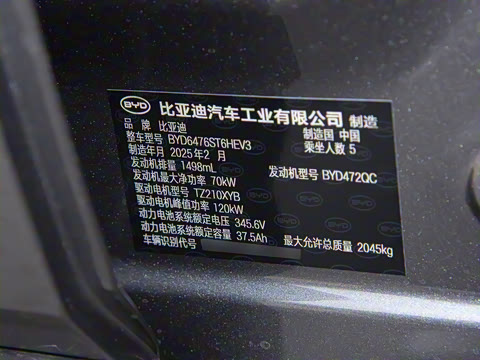 BYD 比亚迪汽车工业有限公司 制造
品 牌 比亚迪 制造国 中国
整车型号 BYD6476ST6HEV3 乘坐人数 5
制造年月 2025年2 月
发动机排量 1498mL 发动机型号 BYD472QC
发动机最大净功率 70kW
驱动电机型号 TZ210XYB
驱动电机峰值功率 120kW
动力电池系统额定电压 345.6V
动力电池系统额定容量 37.5Ah 最大允许总质量 2045kg
车辆识别代号